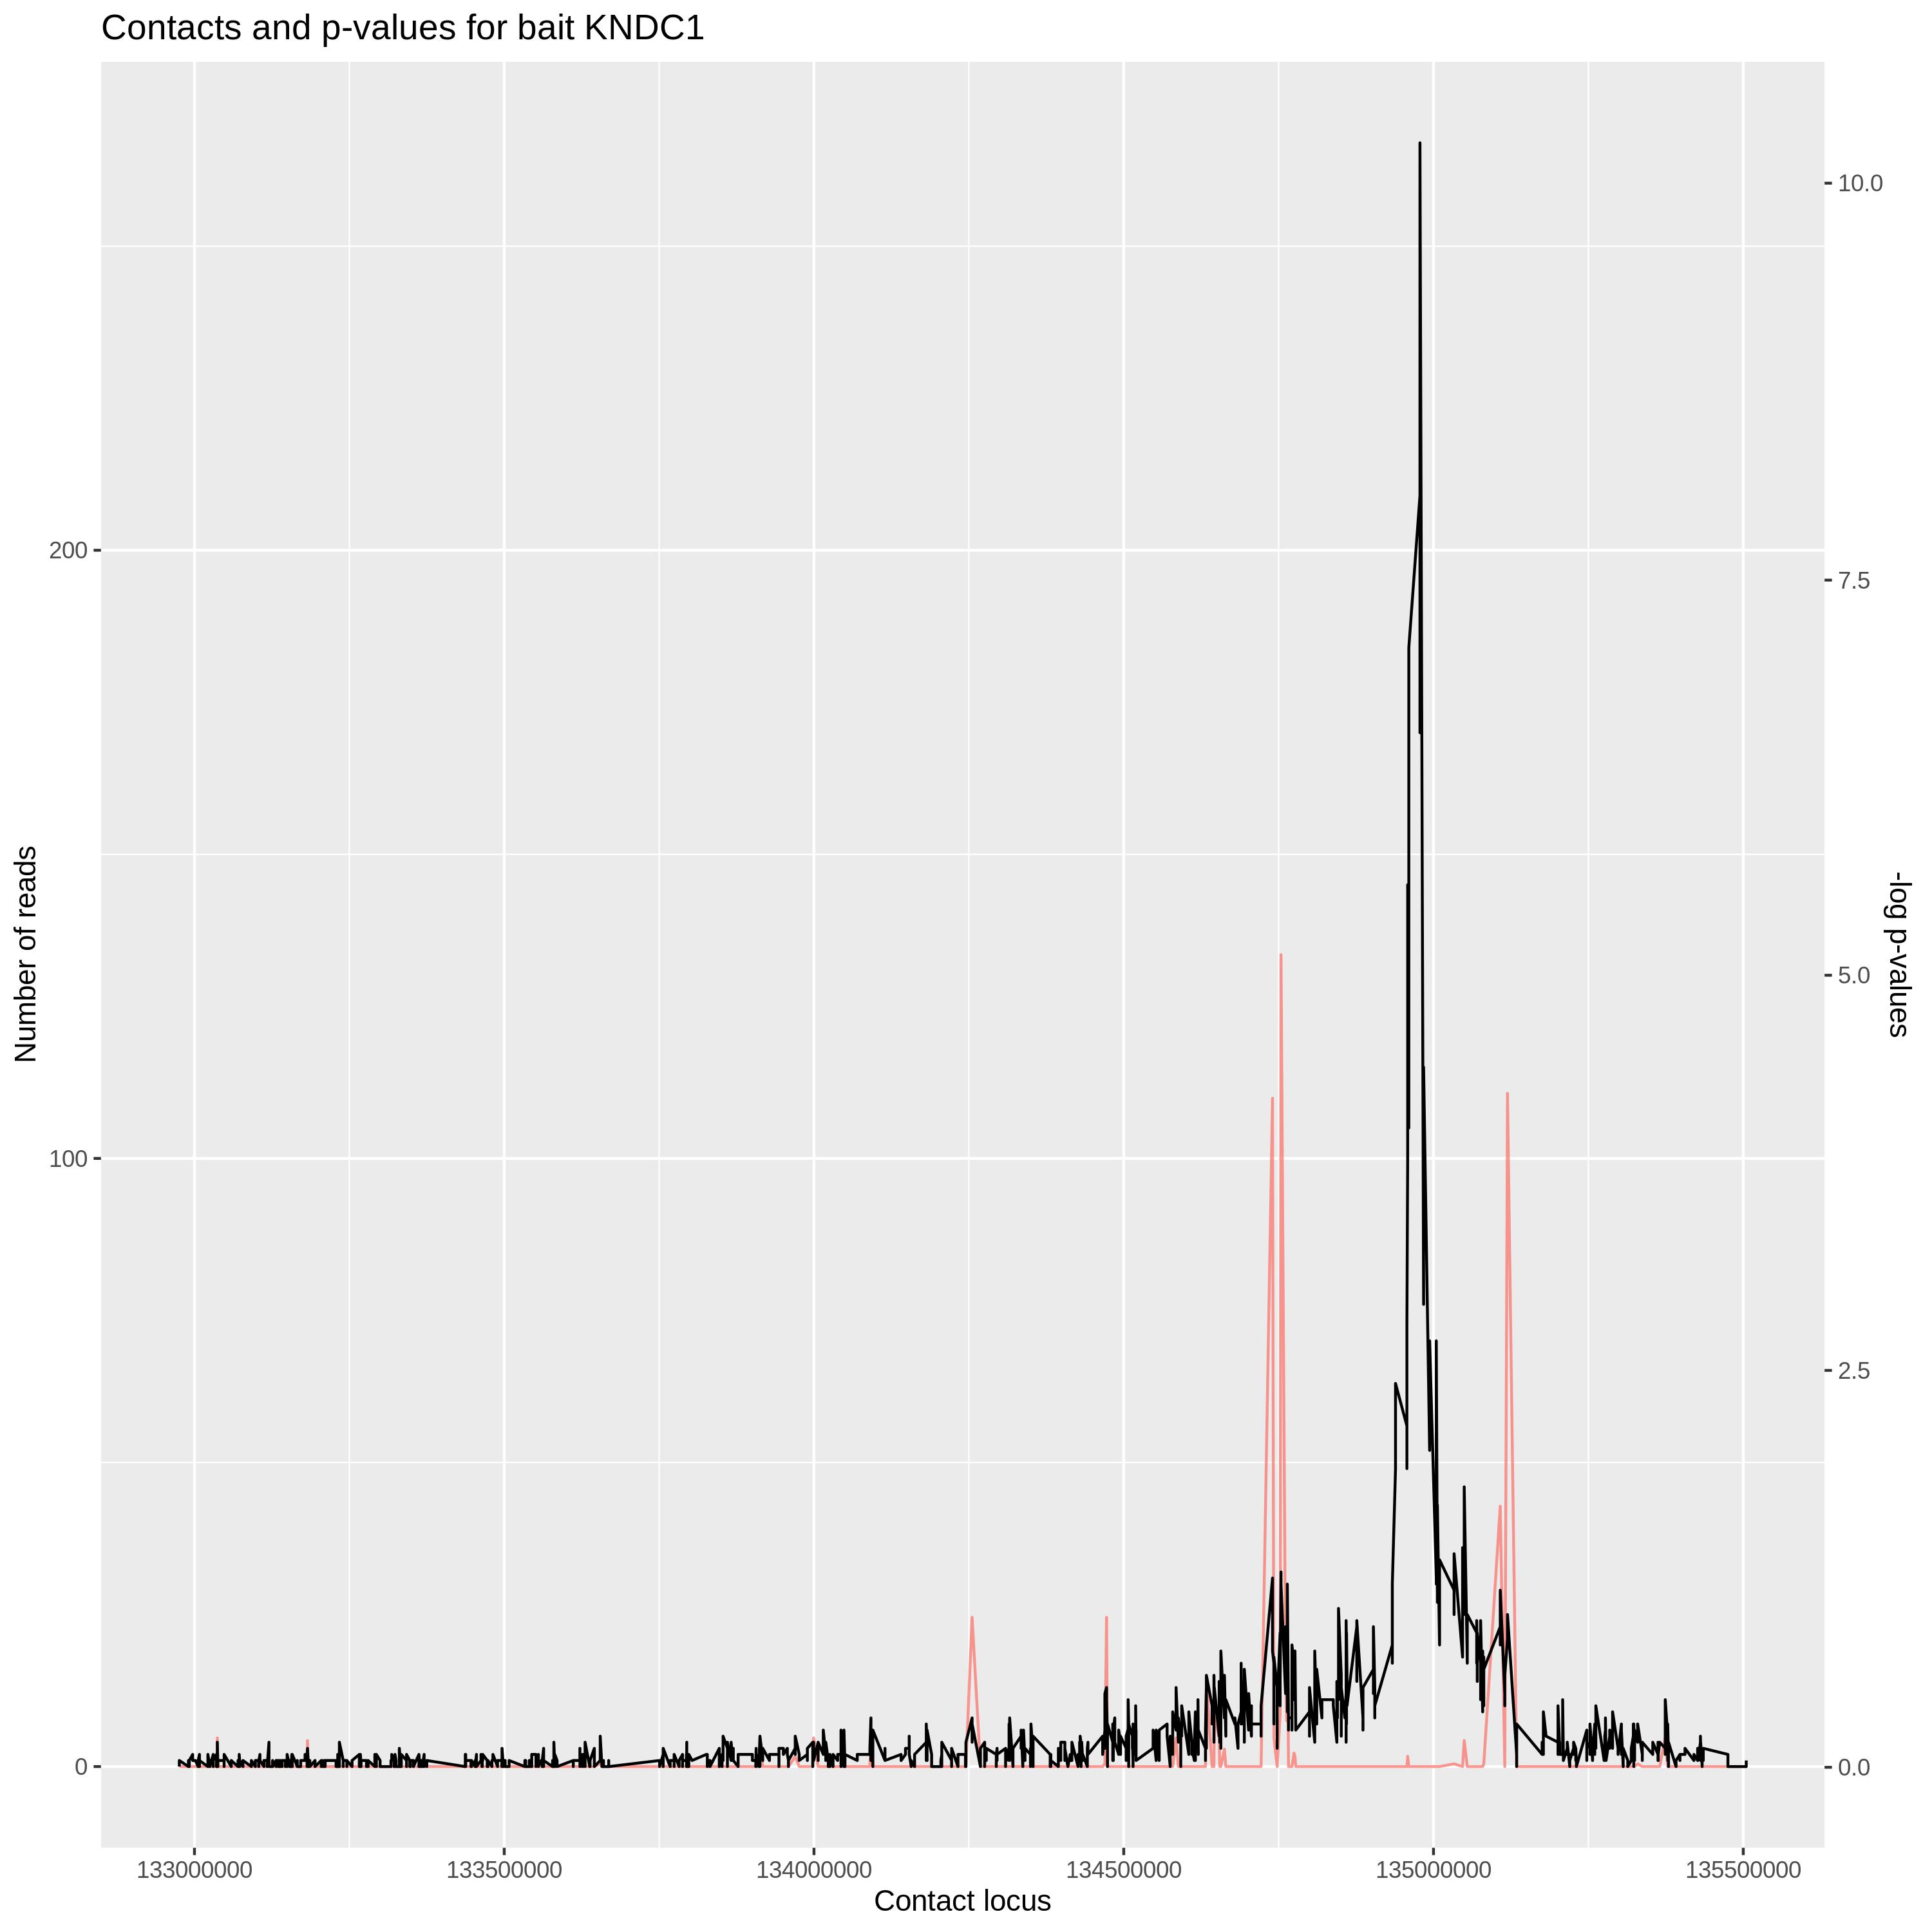 Contacts and p-values for bait KNDC1
10.0
200
7.5
Number of reads
-log p-values
5.0
100
2.5
0
0.0
133000000 133500000 134000000 134500000 135000000 135500000
Contact locus